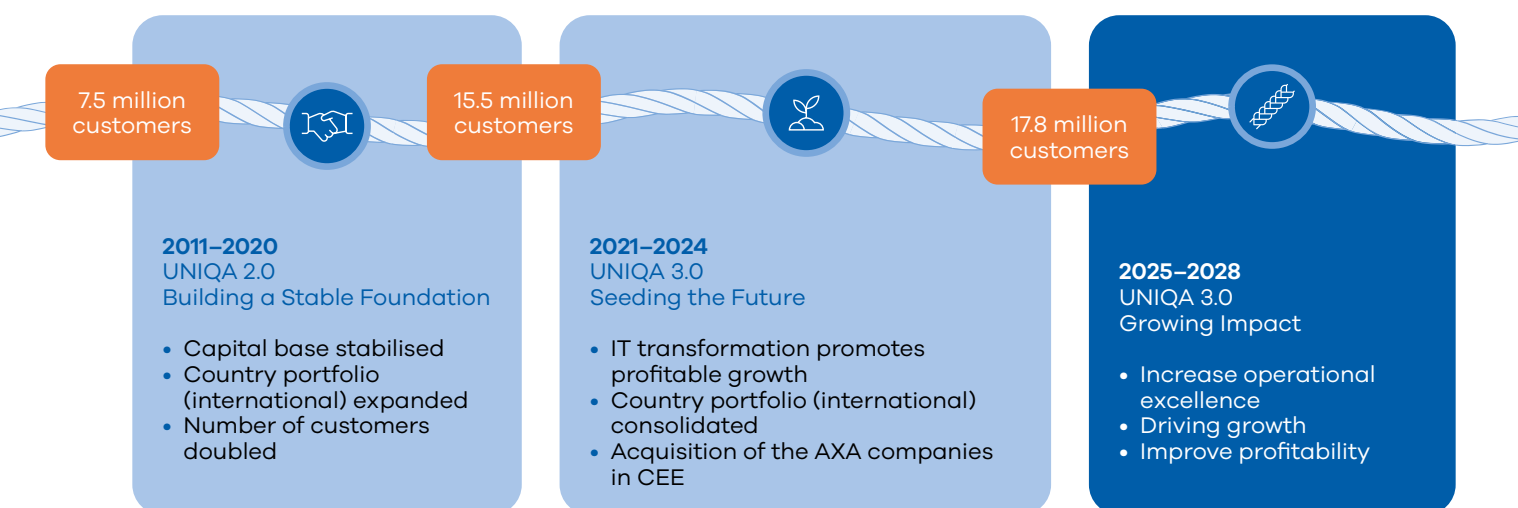 7.5 million
customers
15.5 million
customers
17.8 million
customers
2011–2020
UNIQA 2.0
Building a Stable Foundation
• Capital base stabilised
• Country portfolio
(international) expanded
• Number of customers
doubled
2021–2024
UNIQA 3.0
Seeding the Future
• IT transformation promotes
profitable growth
• Country portfolio (international)
consolidated
• Acquisition of the AXA companies
in CEE
2025–2028
UNIQA 3.0
Growing Impact
• Increase operational
excellence
• Driving growth
• Improve profitability